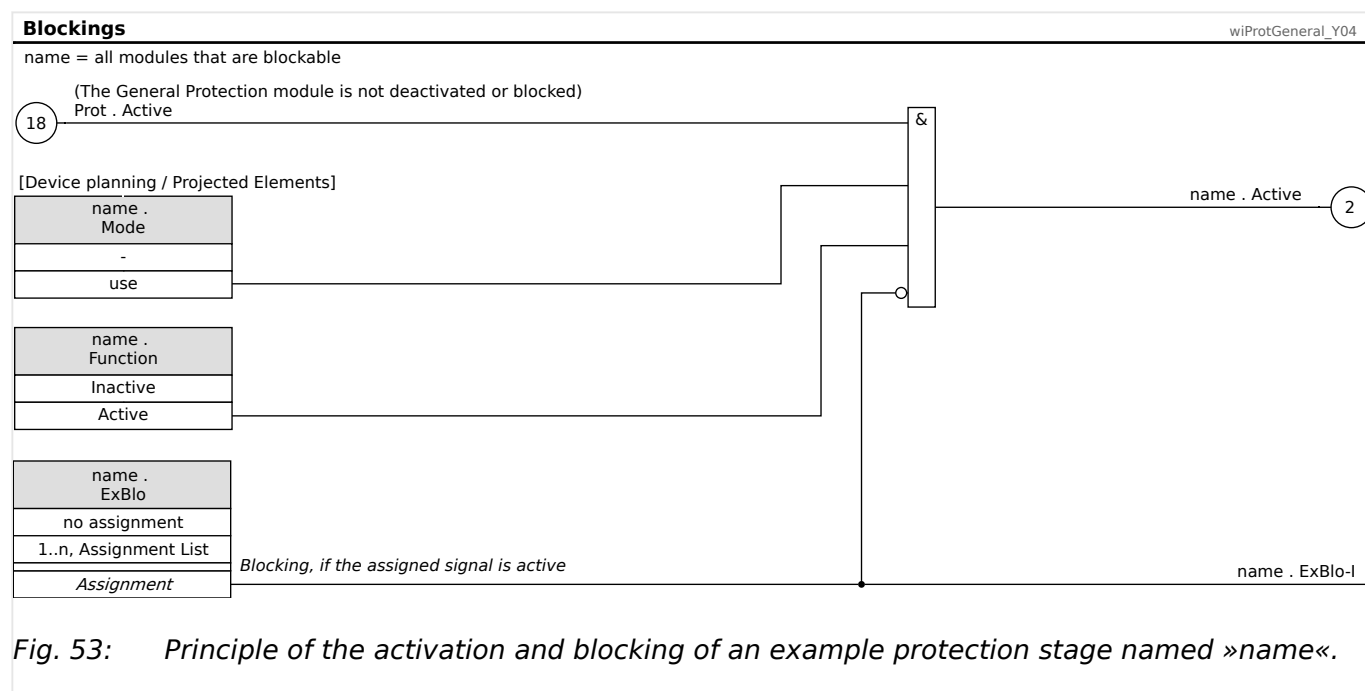 Blockings
wiProtGeneral_Y04
name = all modules that are blockable
(The General Protection module is not deactivated or blocked)
Prot . Active
18
&
[Device planning / Projected Elements]
name .
Mode
-
use
name . Active
2
name .
Function
Inactive
Active
name .
ExBlo
no assignment
1..n, Assignment List
Assignment
Blocking, if the assigned signal is active
name . ExBlo-I
Fig. 53: Principle of the activation and blocking of an example protection stage named »name«.